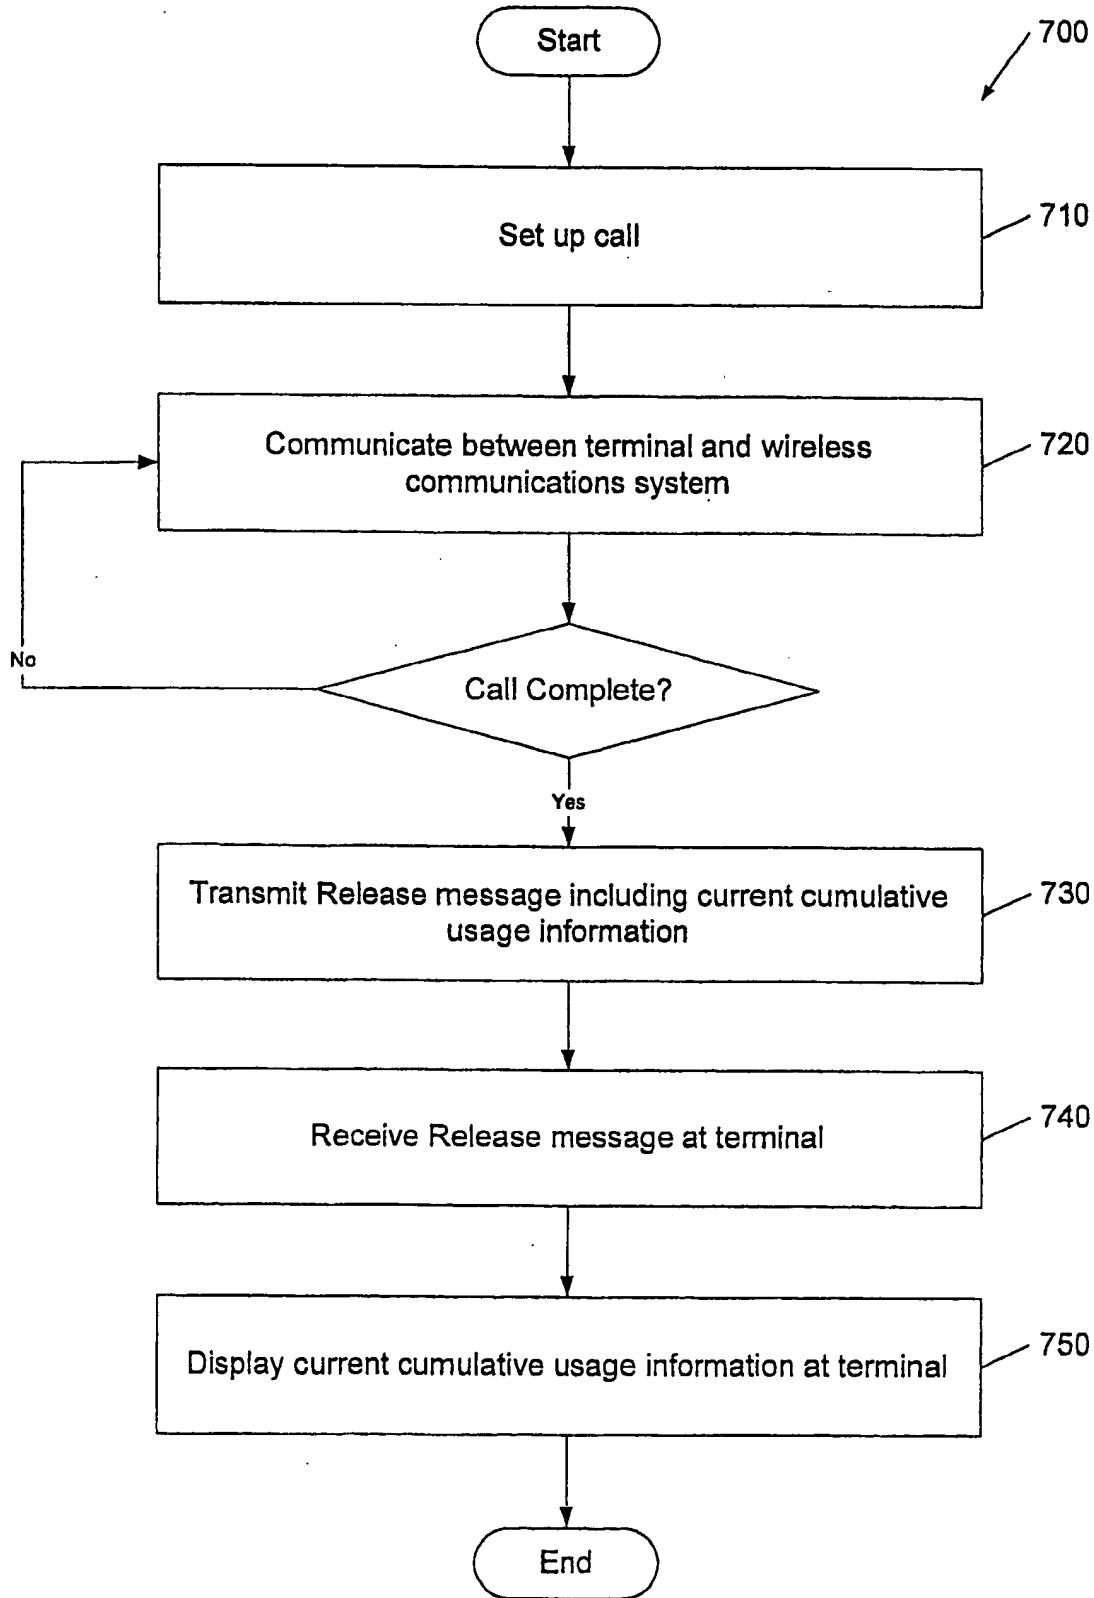 Start
700
Set up call
710
Communicate between terminal and wireless
communications system
720
No
Call Complete?
Yes
Transmit Release message including current cumulative
usage information
730
Receive Release message at terminal
740
Display current cumulative usage information at terminal
750
End